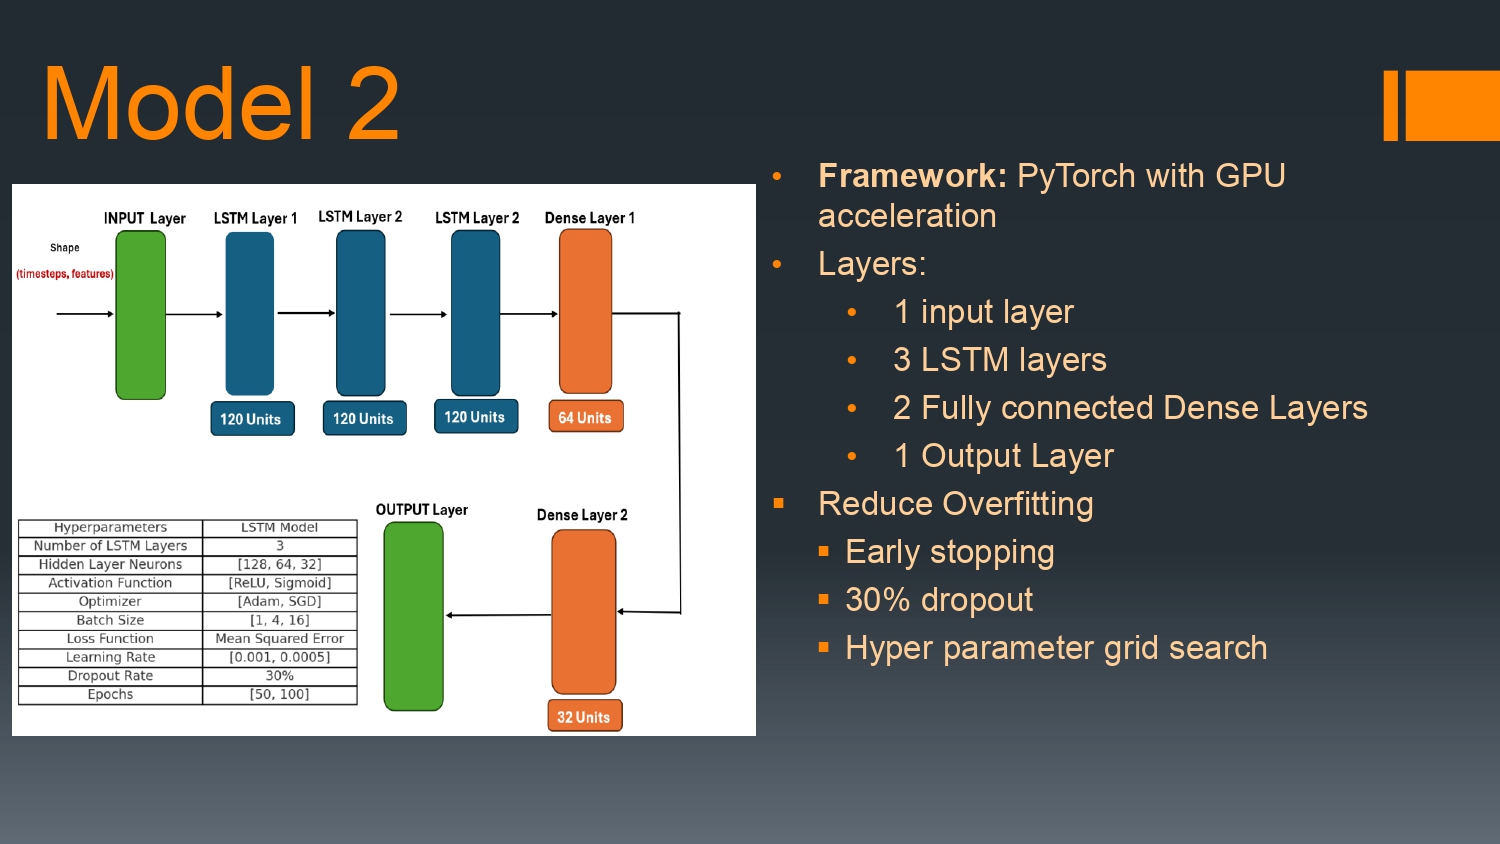 Model 2
INPUT Layer
LSTM Layer 1
LSTM Layer 2
LSTM Layer 2
Dense Layer 1
Shape
(timesteps, features)
120 Units
120 Units
120 Units
64 Units
OUTPUT Layer
Dense Layer 2
32 Units
Hyperparameters LSTM Model
Number of LSTM Layers 3
Hidden Layer Neurons [128, 64, 32]
Activation Function [ReLU, Sigmoid]
Optimizer [Adam, SGD]
Batch Size [1, 4, 16]
Loss Function Mean Squared Error
Learning Rate [0.001, 0.0005]
Dropout Rate 30%
Epochs [50, 100]
• Framework: PyTorch with GPU
acceleration
• Layers:
• 1 input layer
• 3 LSTM layers
• 2 Fully connected Dense Layers
• 1 Output Layer
▪ Reduce Overfitting
▪ Early stopping
▪ 30% dropout
▪ Hyper parameter grid search